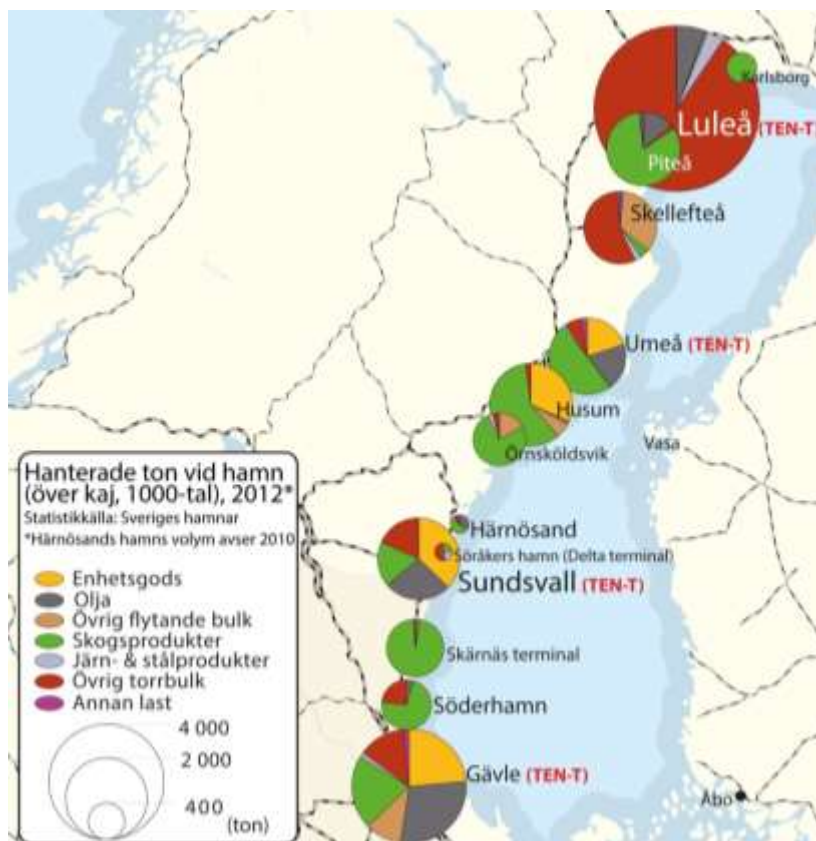 Karlsborg
Luleå (TEN-T)
Piteå
Skellefteå
Umeå (TEN-T)
Husum
Vasa
Örnsköldsvik
Hanterade ton vid hamn
(över kaj, 1000-tal), 2012*
Statistikkälla: Sveriges hamnar
*Härnösands hamns volym avser 2010
Härnösand
Söråkers hamn (Delta terminal)
Sundsvall (TEN-T)
Enhetsgods
Olja
Övrig flytande bulk
Skogsprodukter
Järn- & stålprodukter
Övrig torrbulk
Annan last
Skärnäs terminal
Söderhamn
4 000
2 000
400
(ton)
Gävle (TEN-T)
Åbo